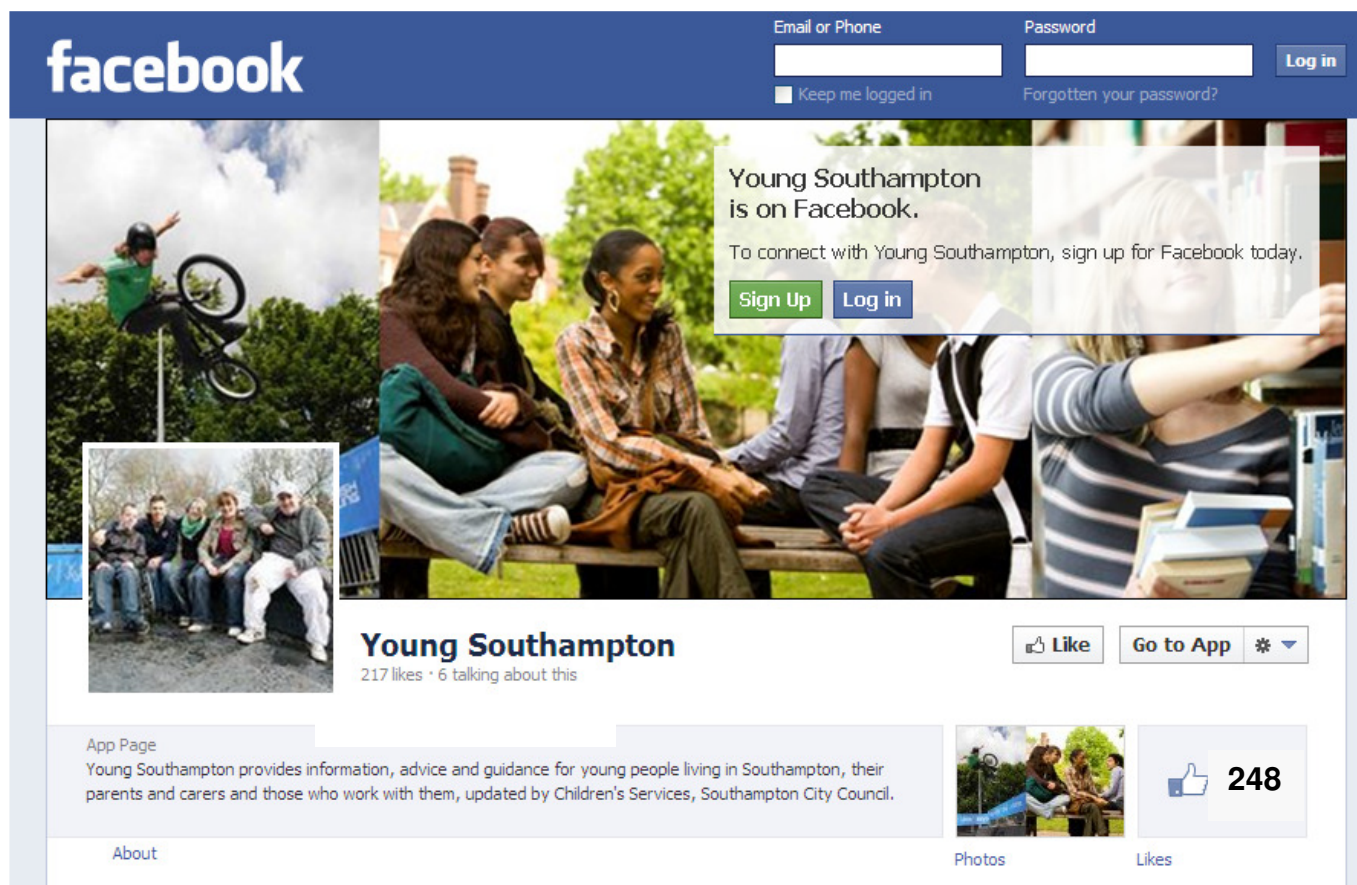 facebook
Email or Phone
Password
Log in
Keep me logged in
Forgotten your password?
Young Southampton
is on Facebook.
To connect with Young Southampton, sign up for Facebook today.
Sign Up
Log in
Young Southampton
217 likes · 6 talking about this
Like
Go to App
App Page
Young Southampton provides information, advice and guidance for young people living in Southampton, their
parents and carers and those who work with them, updated by Children's Services, Southampton City Council.
248
About
Photos
Likes